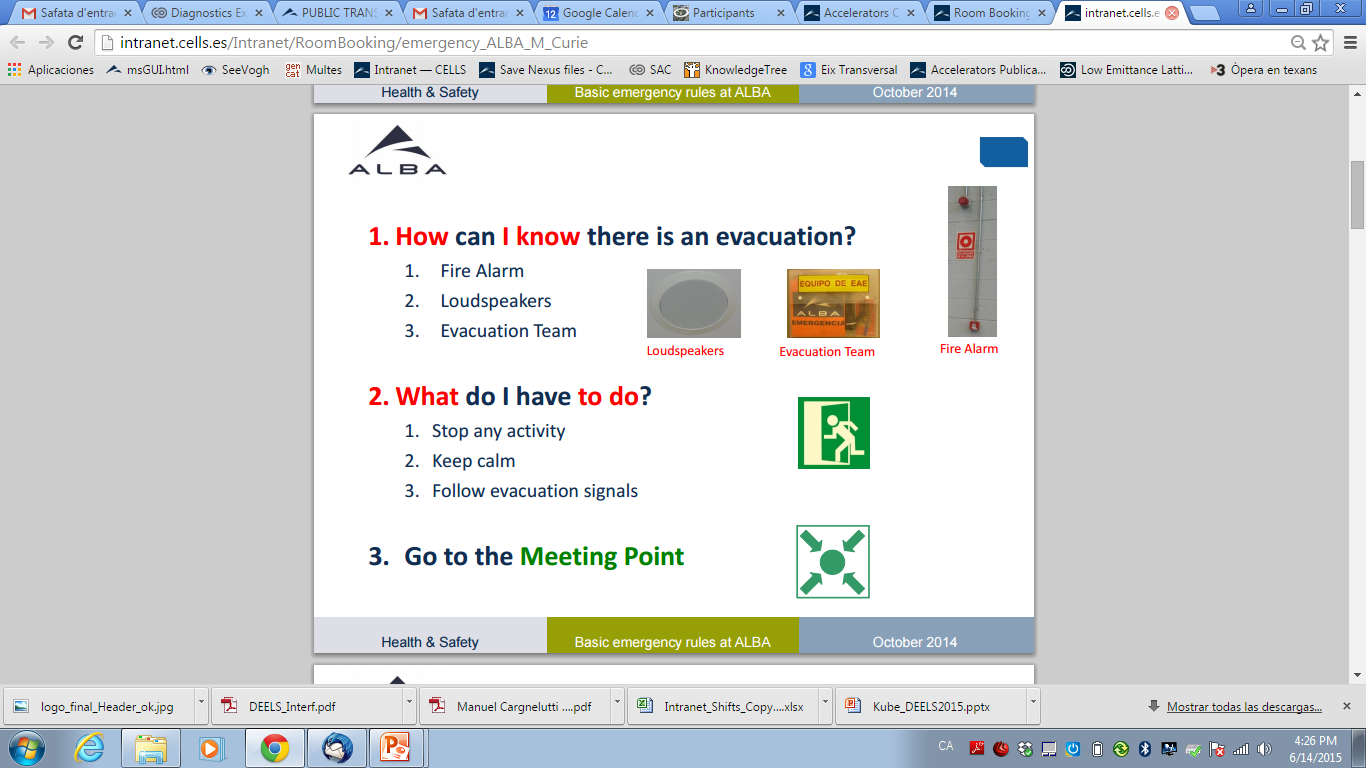 Safata d'entra
Diagnostics Ex
PUBLIC TRANS
Safata d'entra
Google Calend
Participants
Accelerators C
Room Booking
intranet.cells.e
intranet.cells.es/Intranet/RoomBooking/emergency_ALBA_M_Curie
Aplicaciones
msGUI.html
SeeVogh
gen cat
Multes
Intranet — CELLS
Save Nexus files - C...
SAC
KnowledgeTree
Eix Transversal
Accelerators Publica...
Low Emittance Latti...
Òpera en texans
Health & Safety
Basic emergency rules at ALBA
October 2014
ALBA
1. How can I know there is an evacuation?
1. Fire Alarm
2. Loudspeakers
3. Evacuation Team
EQUIPO DE EAE
ALBA
EMERGENCIA
Loudspeakers
Evacuation Team
Fire Alarm
2. What do I have to do?
1. Stop any activity
2. Keep calm
3. Follow evacuation signals
3. Go to the Meeting Point
Health & Safety
Basic emergency rules at ALBA
October 2014
logo_final_Header_ok.jpg
DEELS_Interf.pdf
Manuel Cargnelutti ....pdf
Intranet_Shifts_Copy....xlsx
Kube_DEELS2015.pptx
Mostrar todas las descargas...
CA
4:26 PM
6/14/2015